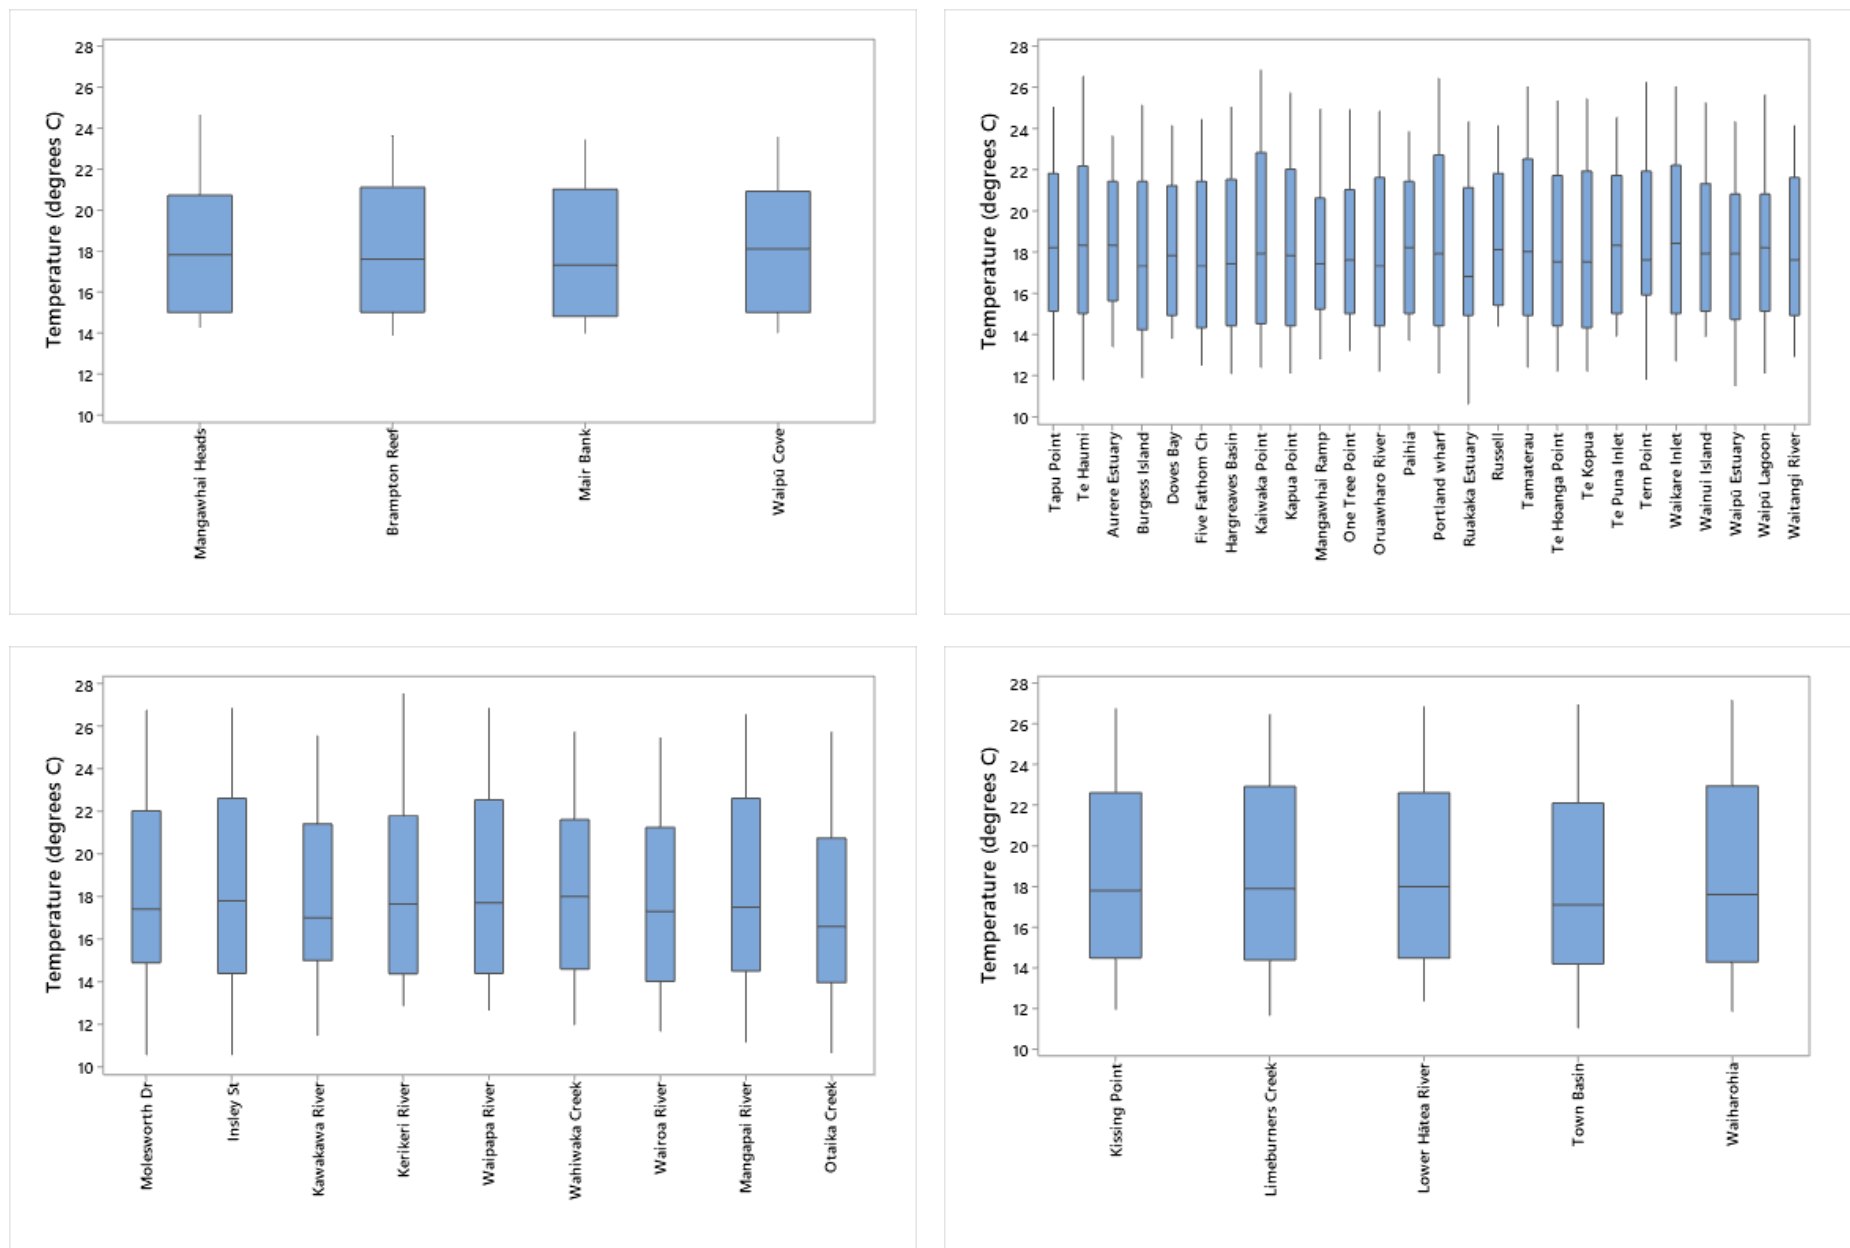 Temperature (degrees C)
28
26
24
22
20
18
16
14
12
10
Mangawhai Heads
Brampton Reef
Mair Bank
Waipū Cove
Temperature (degrees C)
28
26
24
22
20
18
16
14
12
10
Tapu Point
Te Haumi
Aurere Estuary
Burgess Island
Doves Bay
Five Fathom Ch
Hargreaves Basin
Kaiwaka Point
Kapua Point
Mangawhai Ramp
One Tree Point
Oruawharo River
Paihia
Portland wharf
Ruakaka Estuary
Russell
Tamaterau
Te Hoanga Point
Te Kopua
Te Puna Inlet
Tern Point
Waikare Inlet
Wainui Island
Waipū Estuary
Waipū Lagoon
Waitangi River
Temperature (degrees C)
28
26
24
22
20
18
16
14
12
10
Molesworth Dr
Insley St
Kawakawa River
Kerikeri River
Waipapa River
Wahiwaka Creek
Wairoa River
Mangapai River
Otaika Creek
Temperature (degrees C)
28
26
24
22
20
18
16
14
12
10
Kissing Point
Limeburners Creek
Lower Hātea River
Town Basin
Waiharohia